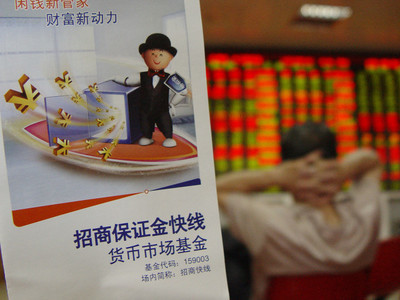 闲钱新管家
财富新动力
招商保证金快线
货币市场基金
基金代码：159003
场内简称：招商快线